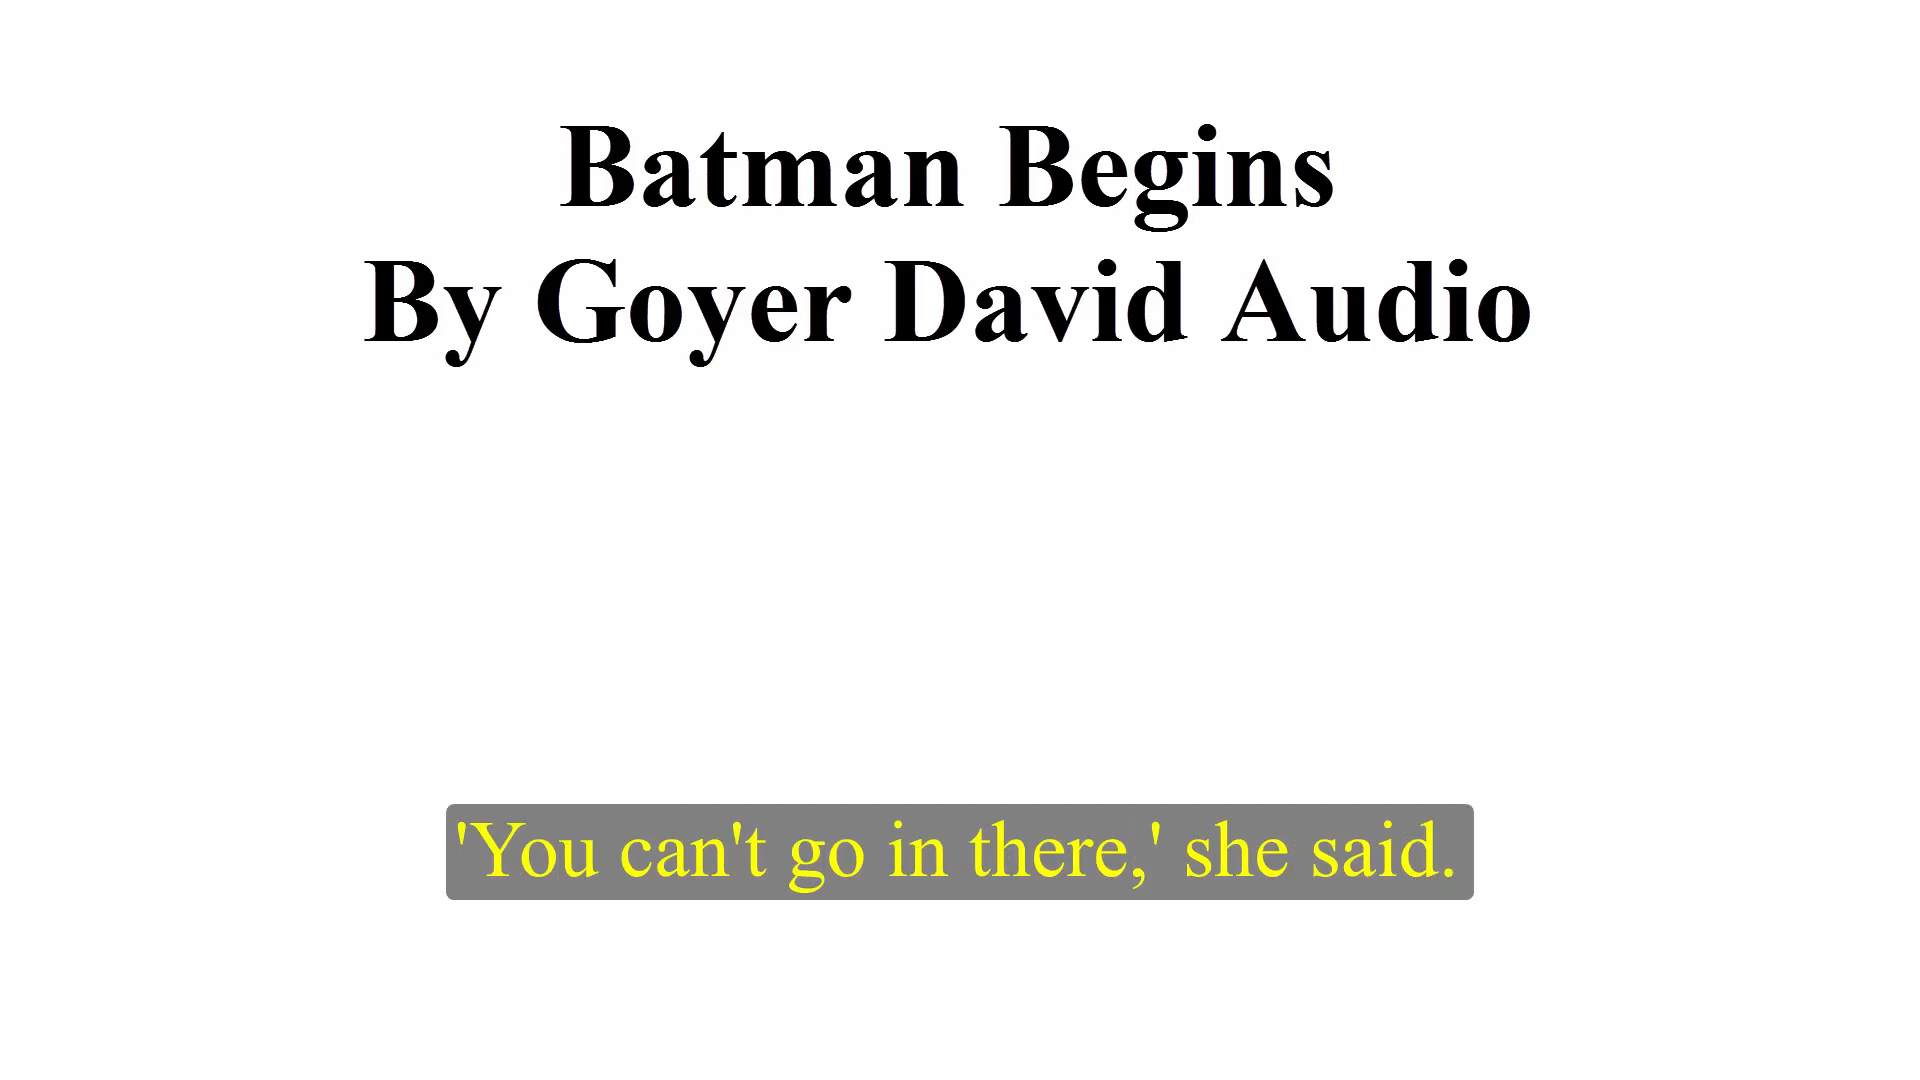 Batman Begins
By Goyer David Audio
'You can't go in there,' she said.